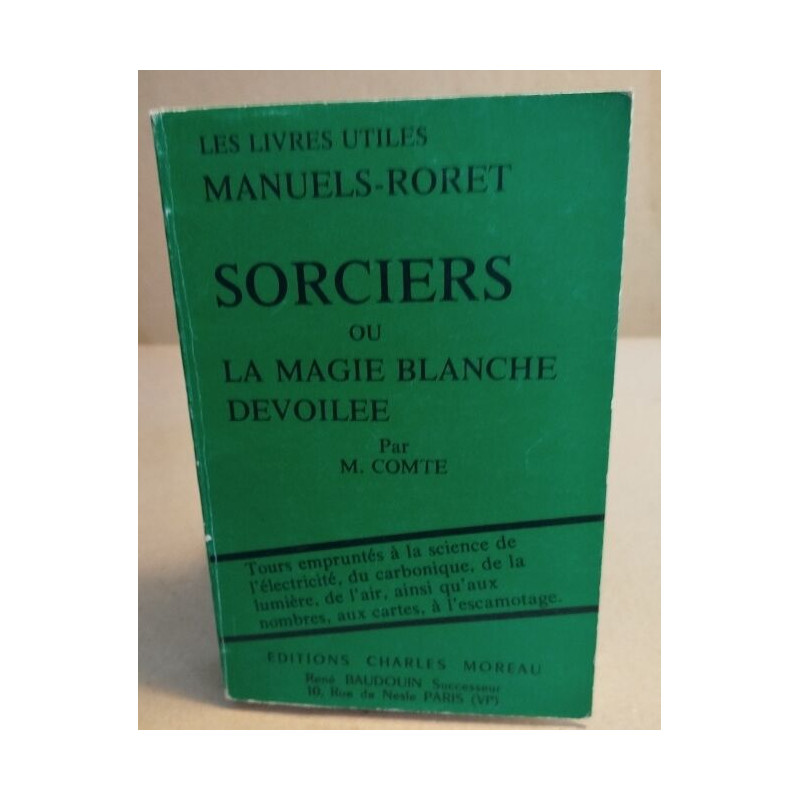 LES LIVRES UTILES
MANUELS-RORET
SORCIERS
OU
LA MAGIE BLANCHE
DEVOILEE
Par
M. COMTE
Tours empruntés à la science de
l'électricité, du carbonique, de la
lumière, de l'air, ainsi qu'aux
nombres, aux cartes, à l'escamotage.
EDITIONS CHARLES MOREAU
René BAUDOUIN Successeur
10, Rue de Nesle PARIS (VIe)